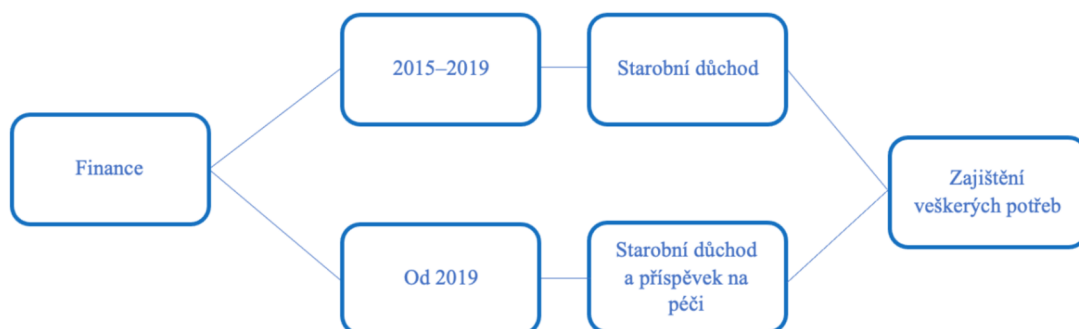 Finance
2015–2019
Starobní důchod
Od 2019
Starobní důchod
a příspěvek na
péči
Zajištění
veškerých potřeb